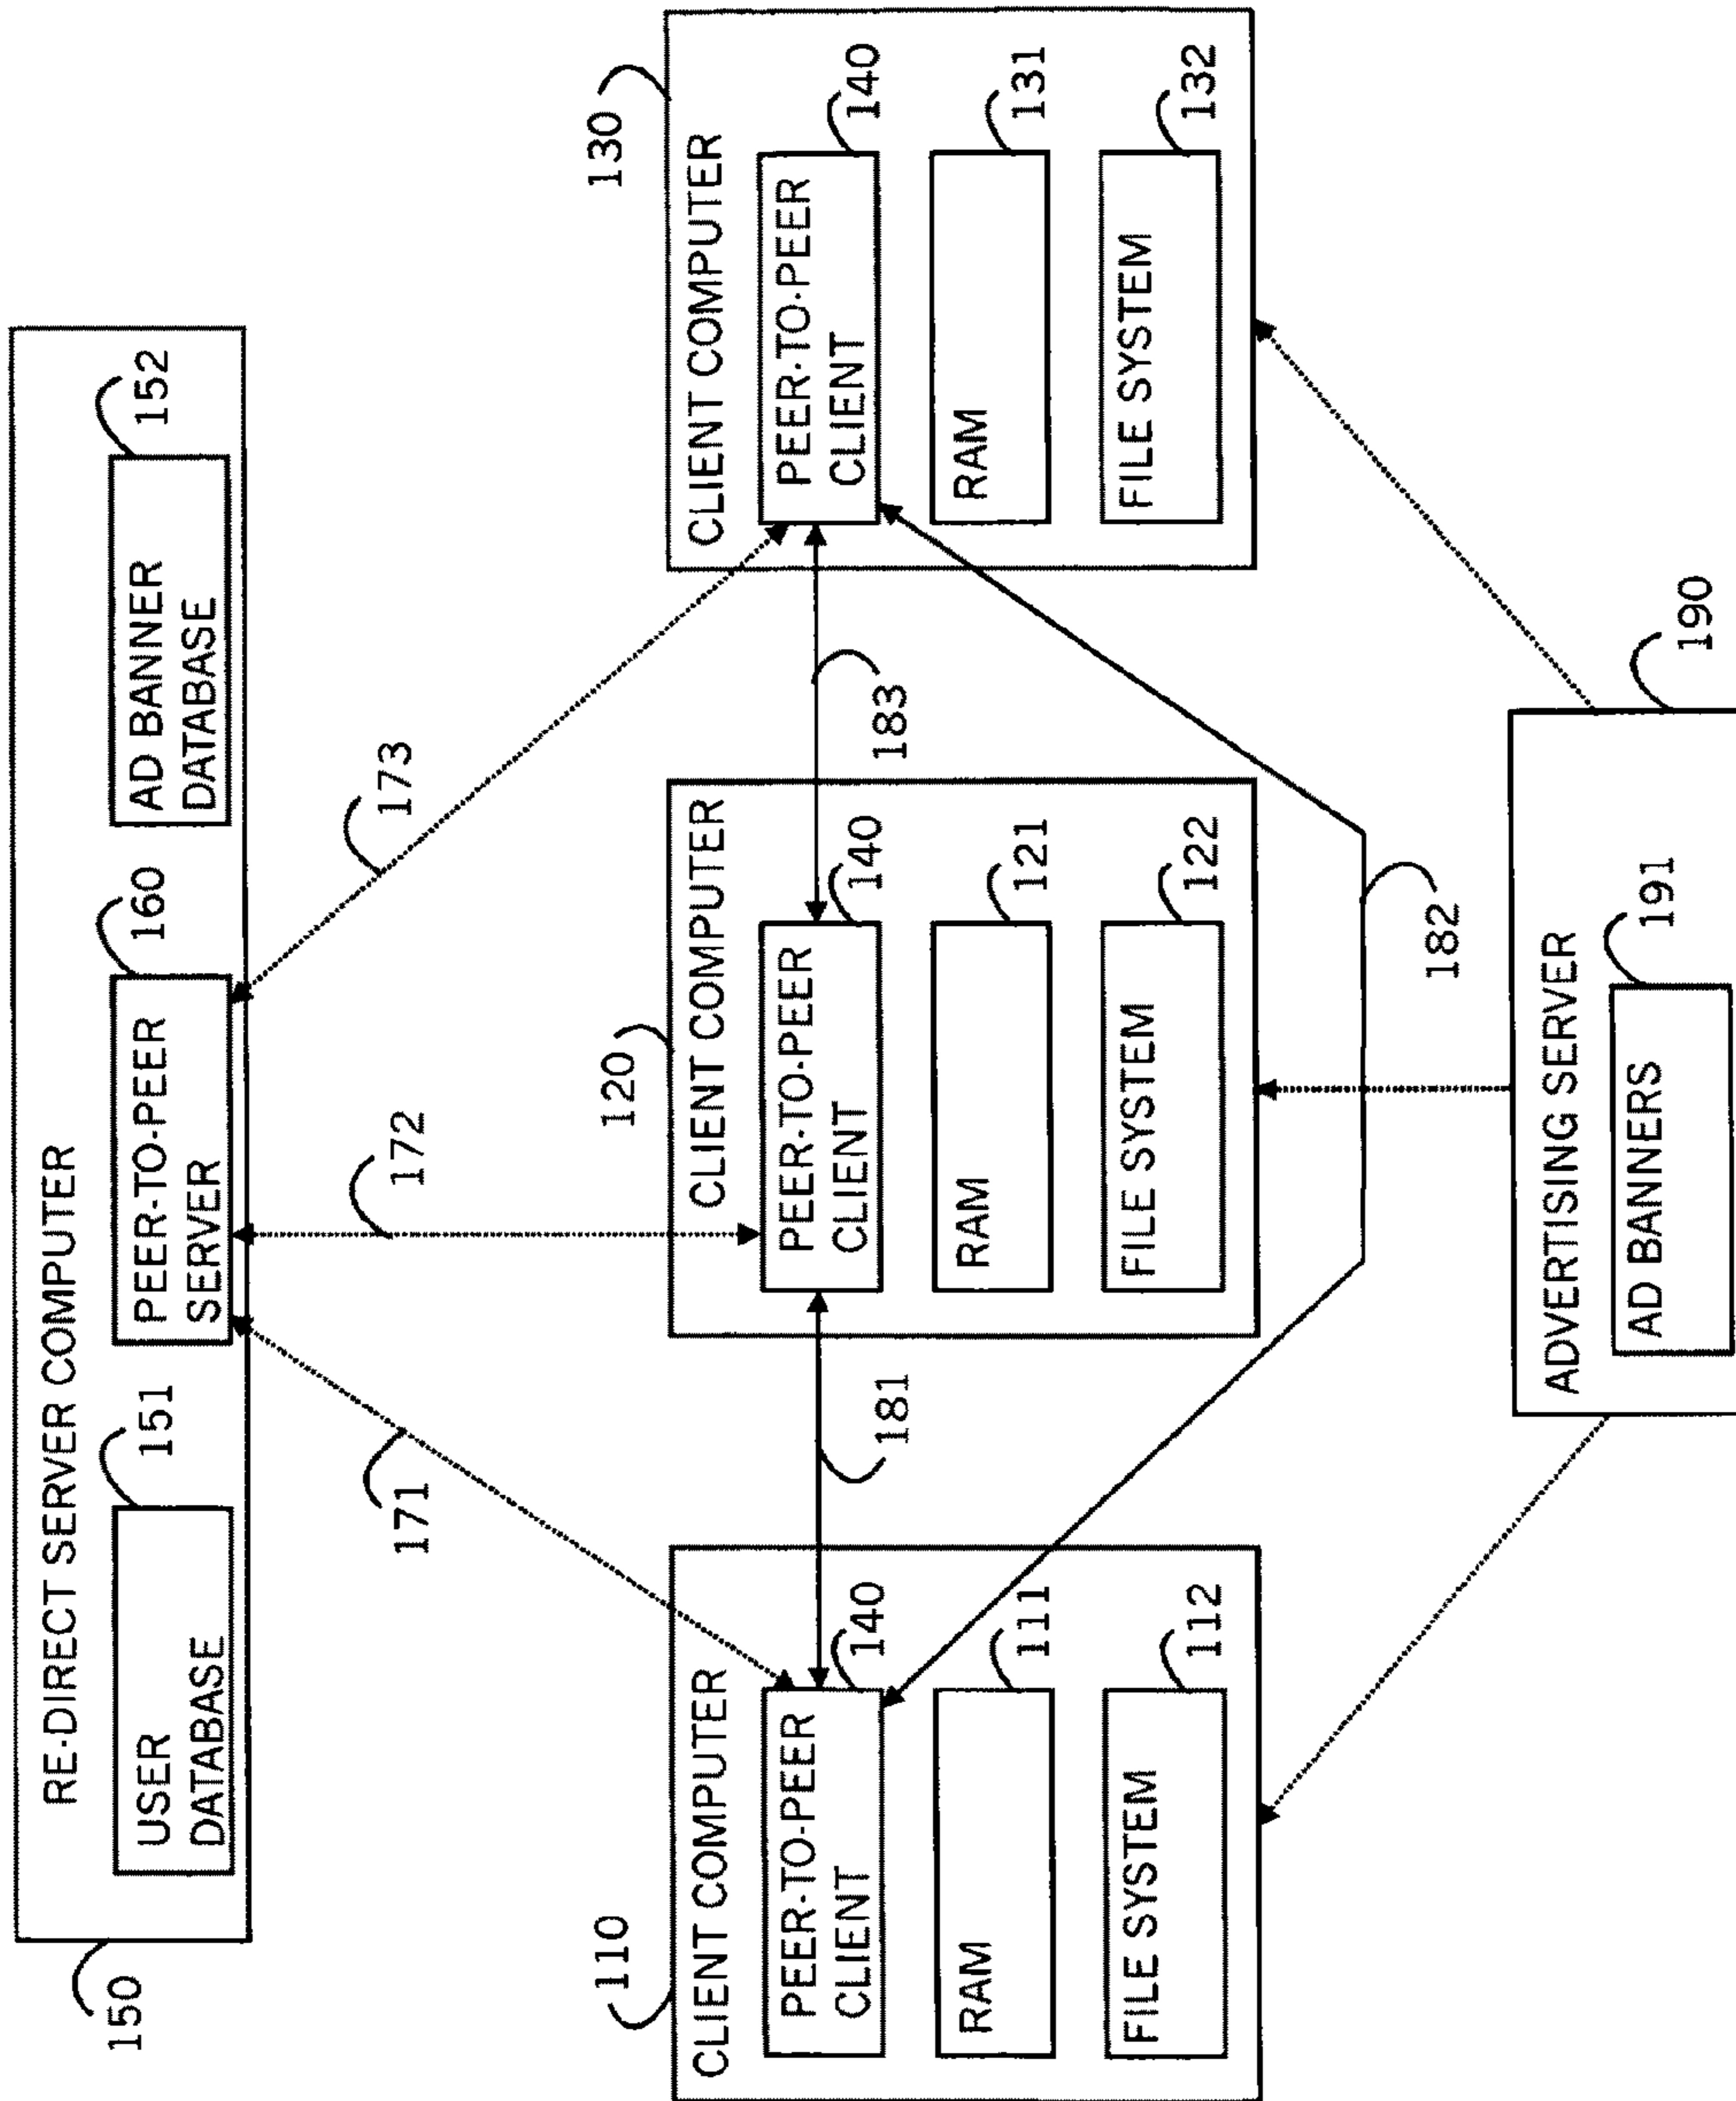 RE-DIRECT SERVER COMPUTER
150
USER
DATABASE
151
PEER-TO-PEER
SERVER
160
AD BANNER
DATABASE
152
171
172
173
110
CLIENT COMPUTER
PEER-TO-PEER
CLIENT
140
RAM
111
FILE SYSTEM
112
181
120
CLIENT COMPUTER
PEER-TO-PEER
CLIENT
140
RAM
121
FILE SYSTEM
122
183
130
CLIENT COMPUTER
PEER-TO-PEER
CLIENT
140
RAM
131
FILE SYSTEM
132
182
ADVERTISING SERVER
190
AD BANNERS
191